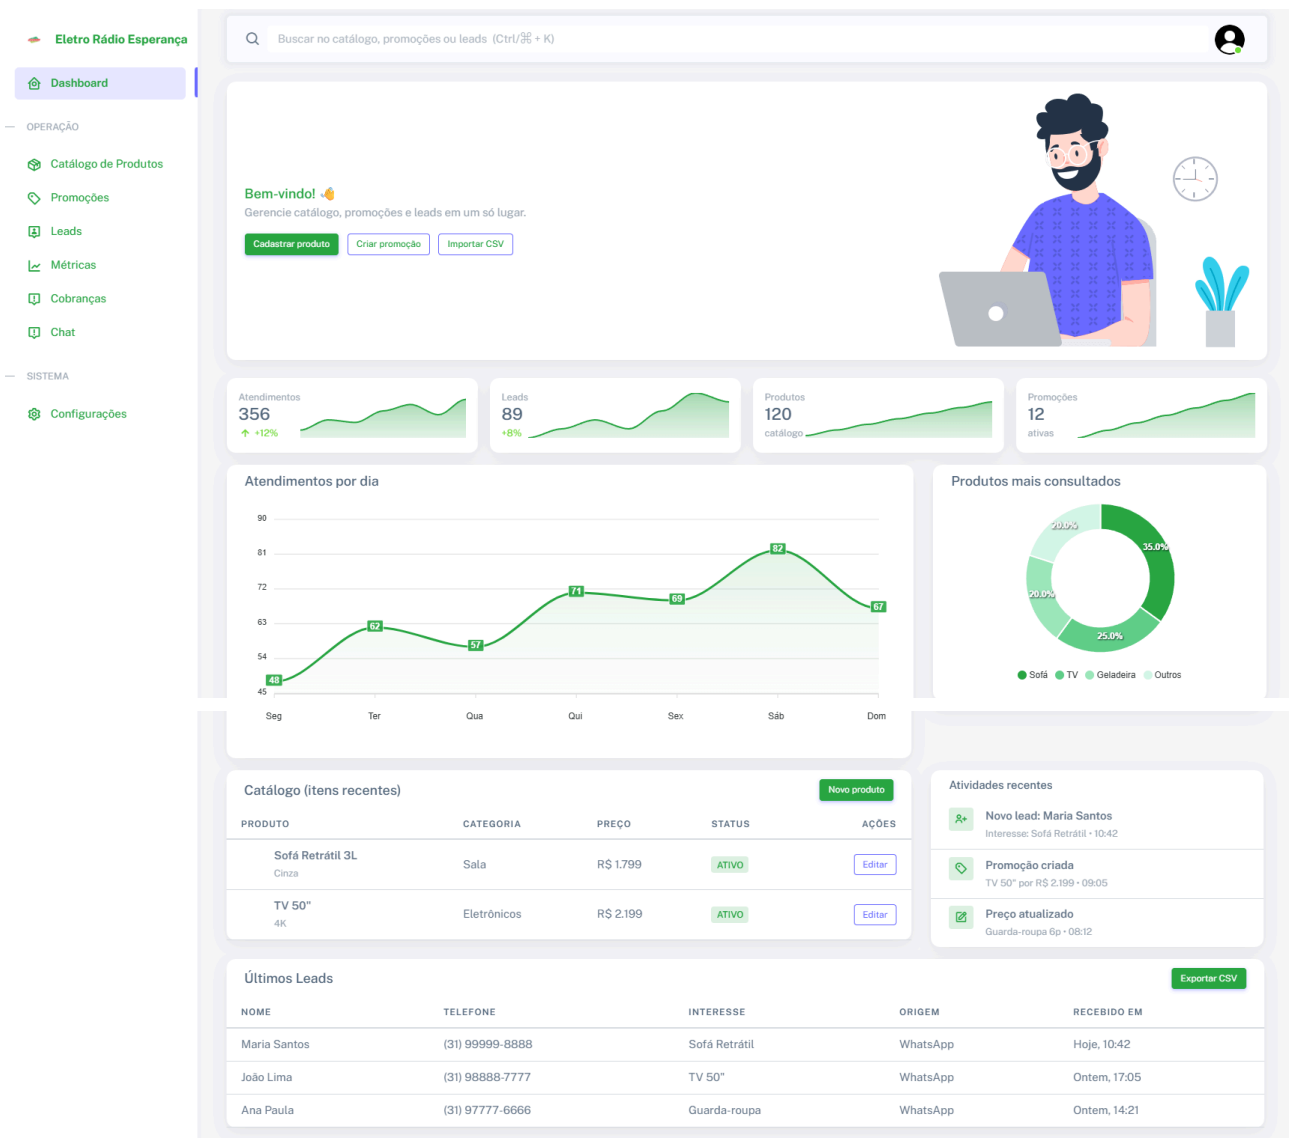 Eletro Rádio Esperança
Buscar no catálogo, promoções ou leads (Ctrl/⌘ + K)
Dashboard
OPERAÇÃO
Catálogo de Produtos
Promoções
Leads
Métricas
Cobranças
Chat
SISTEMA
Configurações
Bem-vindo! 👋
Gerencie catálogo, promoções e leads em um só lugar.
Cadastrar produto Criar promoção Importar CSV
Atendimentos
356
+12%
Leads
89
+8%
Produtos
120
catálogo
Promoções
12
ativas
Atendimentos por dia
90
81
72
63
54
45
48 62 57 71 69 82 67
Seg Ter Qua Qui Sex Sáb Dom
Produtos mais consultados
35.0%
25.0%
20.0%
20.0%
Sofá TV Geladeira Outros
Catálogo (itens recentes) Novo produto
PRODUTO CATEGORIA PREÇO STATUS AÇÕES
Sofá Retrátil 3L
Cinza
Sala R$ 1.799 ATIVO Editar
TV 50"
4K
Eletrônicos R$ 2.199 ATIVO Editar
Atividades recentes
Novo lead: Maria Santos
Interesse: Sofá Retrátil • 10:42
Promoção criada
TV 50" por R$ 2.199 • 09:05
Preço atualizado
Guarda-roupa 6p • 08:12
Últimos Leads Exportar CSV
NOME TELEFONE INTERESSE ORIGEM RECEBIDO EM
Maria Santos (31) 99999-8888 Sofá Retrátil WhatsApp Hoje, 10:42
João Lima (31) 98888-7777 TV 50" WhatsApp Ontem, 17:05
Ana Paula (31) 97777-6666 Guarda-roupa WhatsApp Ontem, 14:21